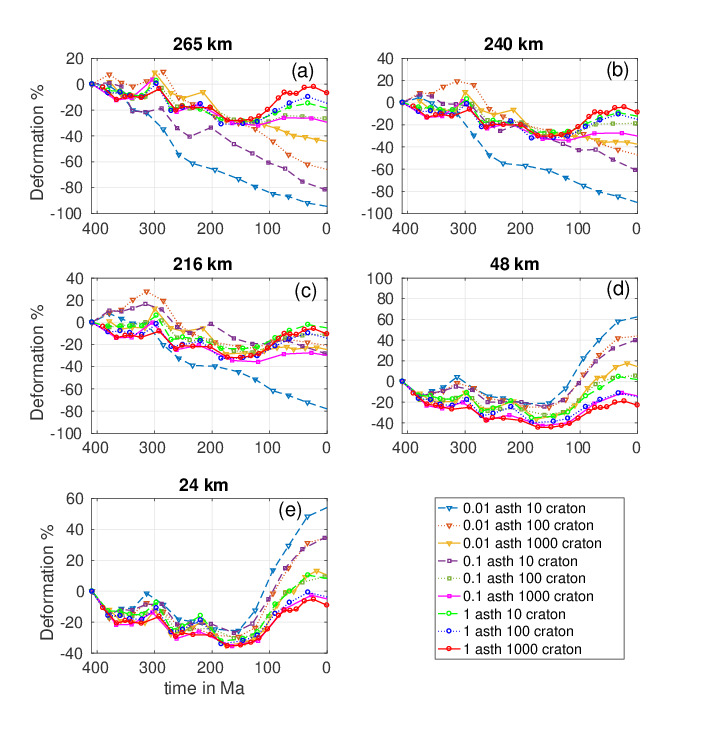 265 km
(a)
20
0
-20
-40
-60
-80
-100
400
300
200
100
0
Deformation %
240 km
(b)
40
20
0
-20
-40
-60
-80
-100
400
300
200
100
0
216 km
(c)
40
20
0
-20
-40
-60
-80
-100
400
300
200
100
0
Deformation %
48 km
(d)
100
80
60
40
20
0
-20
-40
400
300
200
100
0
24 km
(e)
60
40
20
0
-20
-40
400
300
200
100
0
Deformation %
time in Ma
0.01 asth 10 craton
0.01 asth 100 craton
0.01 asth 1000 craton
0.1 asth 10 craton
0.1 asth 100 craton
0.1 asth 1000 craton
1 asth 10 craton
1 asth 100 craton
1 asth 1000 craton